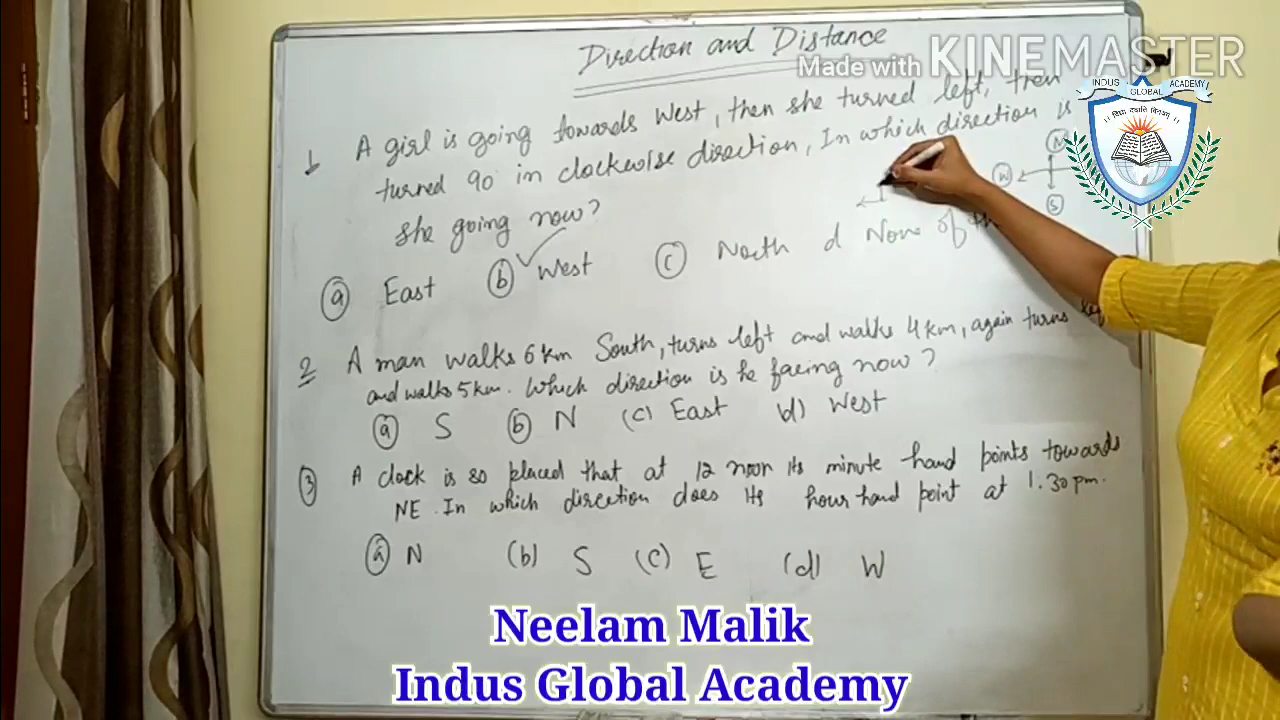 Direction and Distance
Made with KINEMASTER
INDUS GLOBAL ACADEMY
1 A girl is going towards West, then she turned left, then
turned 90° in clockwise direction, In which direction is
she going now?
(a) East (b) West (c) North d None of
N
W
S
2 A man walks 6 km South, turns left and walks 4 km, again turns
and walks 5 km. Which direction is he facing now?
(a) S (b) N (c) East (d) West
(3) A clock is so placed that at 12 noon its minute hand points towards
NE. In which direction does its hour hand point at 1.30 pm.
(a) N (b) S (c) E (d) W
Neelam Malik
Indus Global Academy